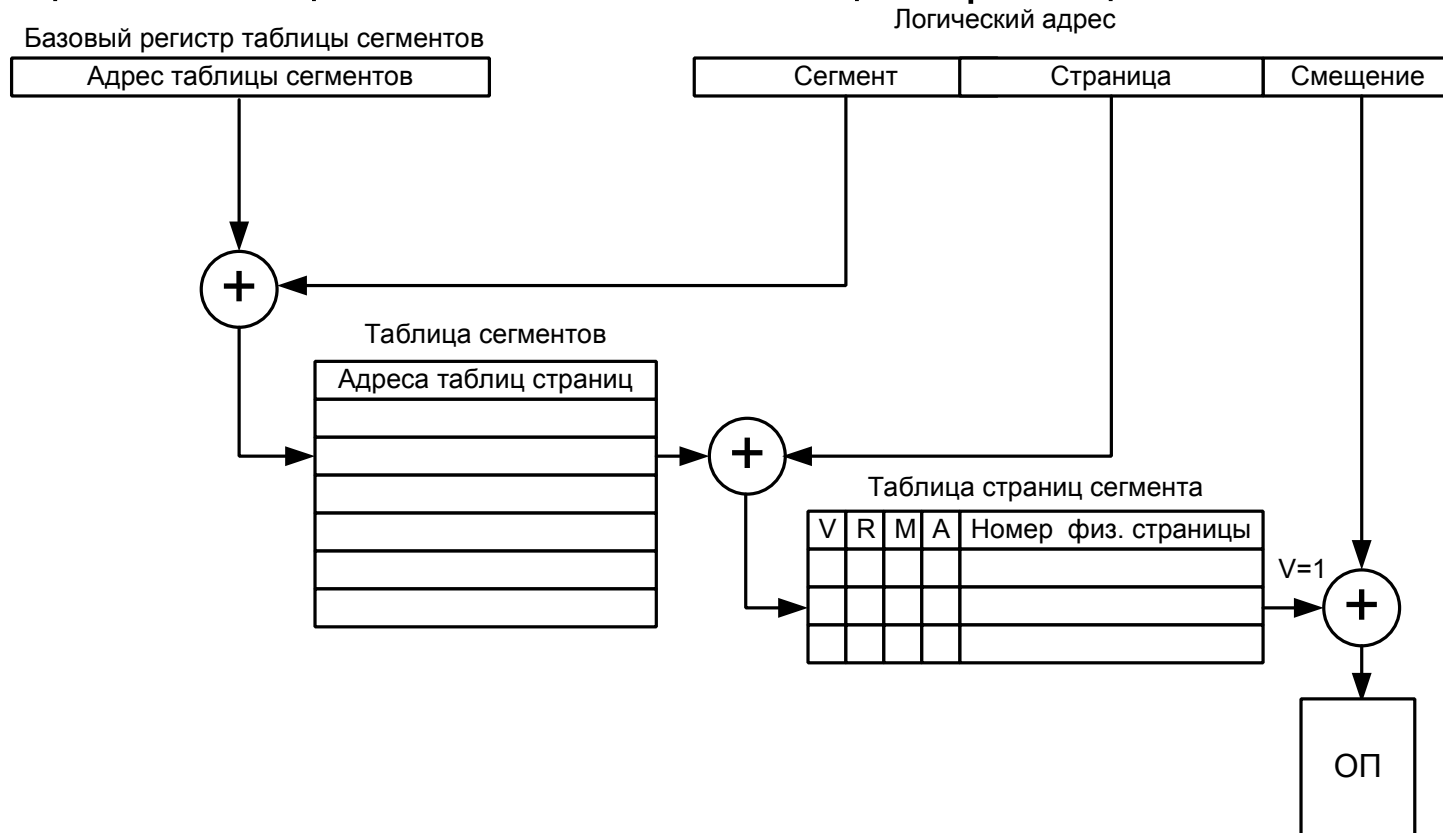 Логический адрес
Базовый регистр таблицы сегментов
Адрес таблицы сегментов
Сегмент
Страница
Смещение
+
Таблица сегментов
Адреса таблиц страниц
+
Таблица страниц сегмента
V R M A Номер физ. страницы
V=1
+
ОП